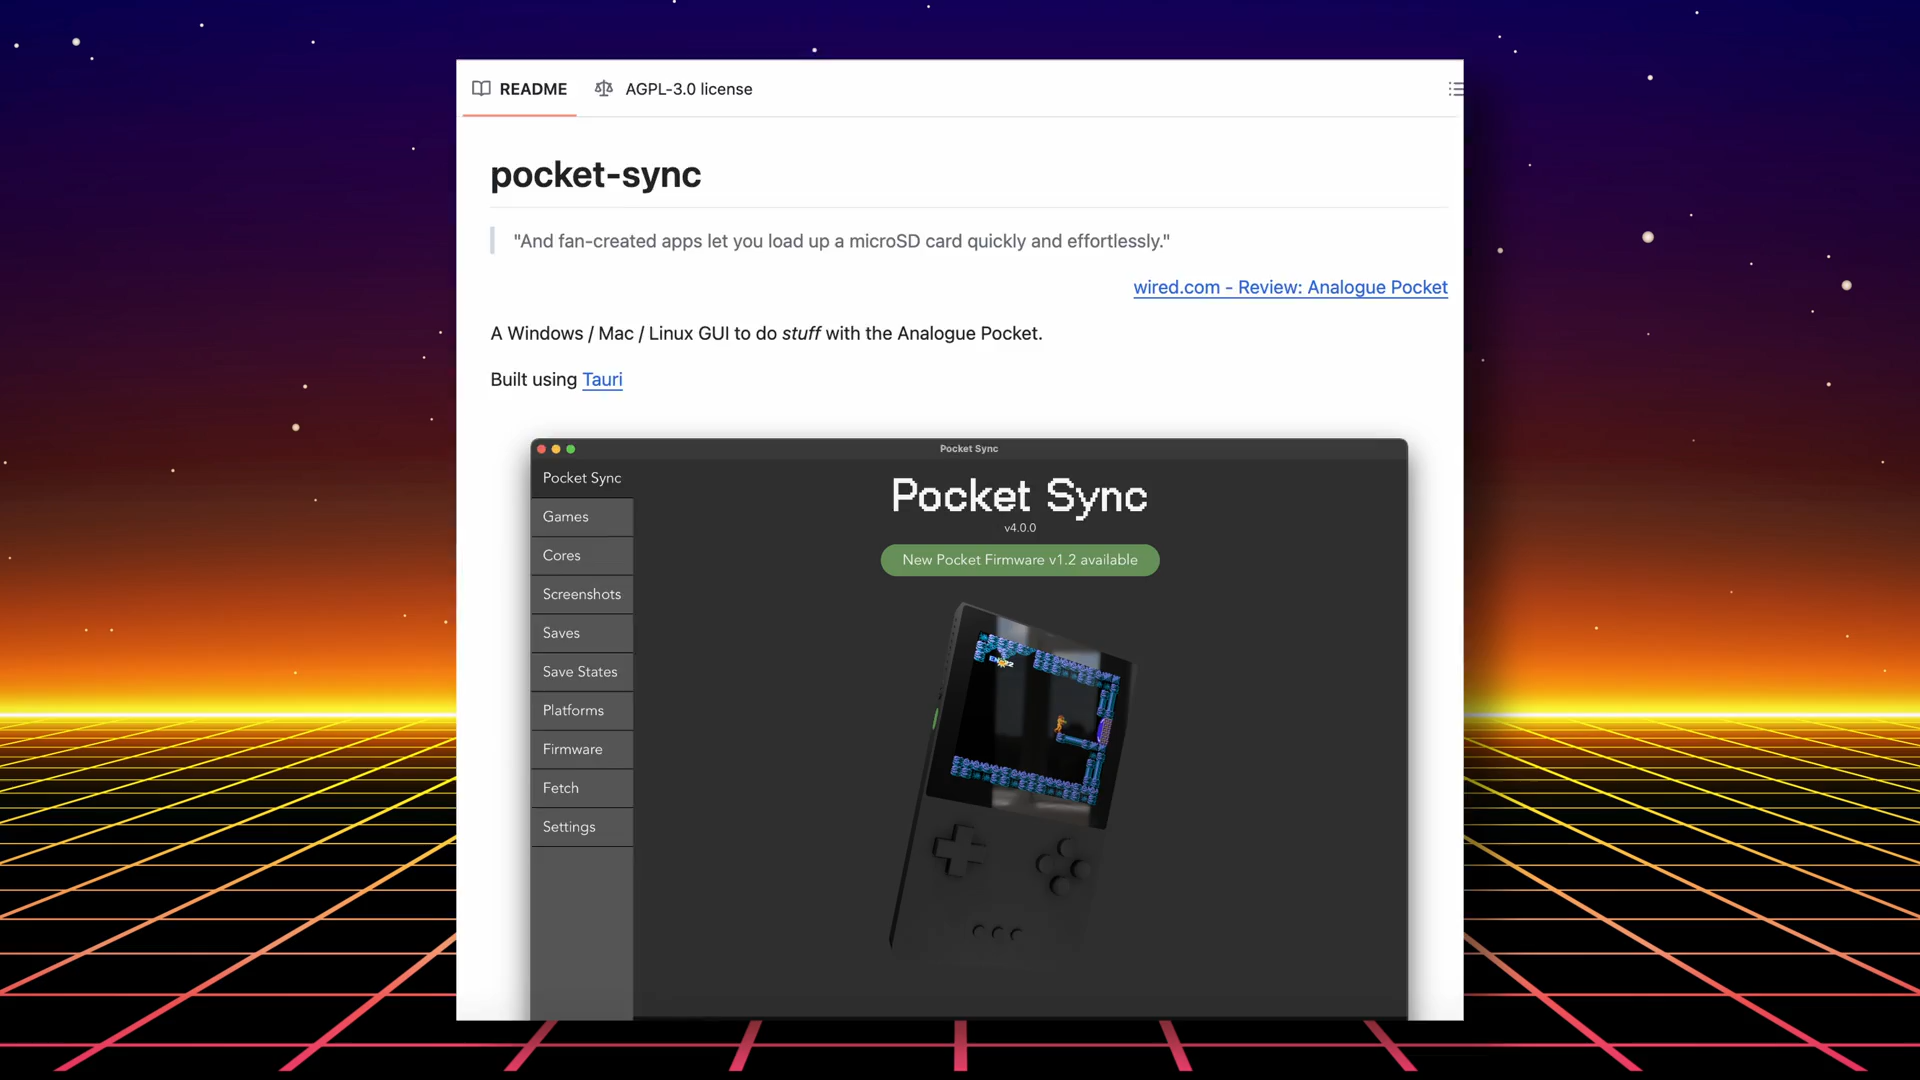 README
AGPL-3.0 license
pocket-sync
"And fan-created apps let you load up a microSD card quickly and effortlessly."
wired.com - Review: Analogue Pocket
A Windows / Mac / Linux GUI to do stuff with the Analogue Pocket.
Built using Tauri
Pocket Sync
Pocket Sync
Games
Cores
Screenshots
Saves
Save States
Platforms
Firmware
Fetch
Settings
Pocket Sync
v4.0.0
New Pocket Firmware v1.2 available